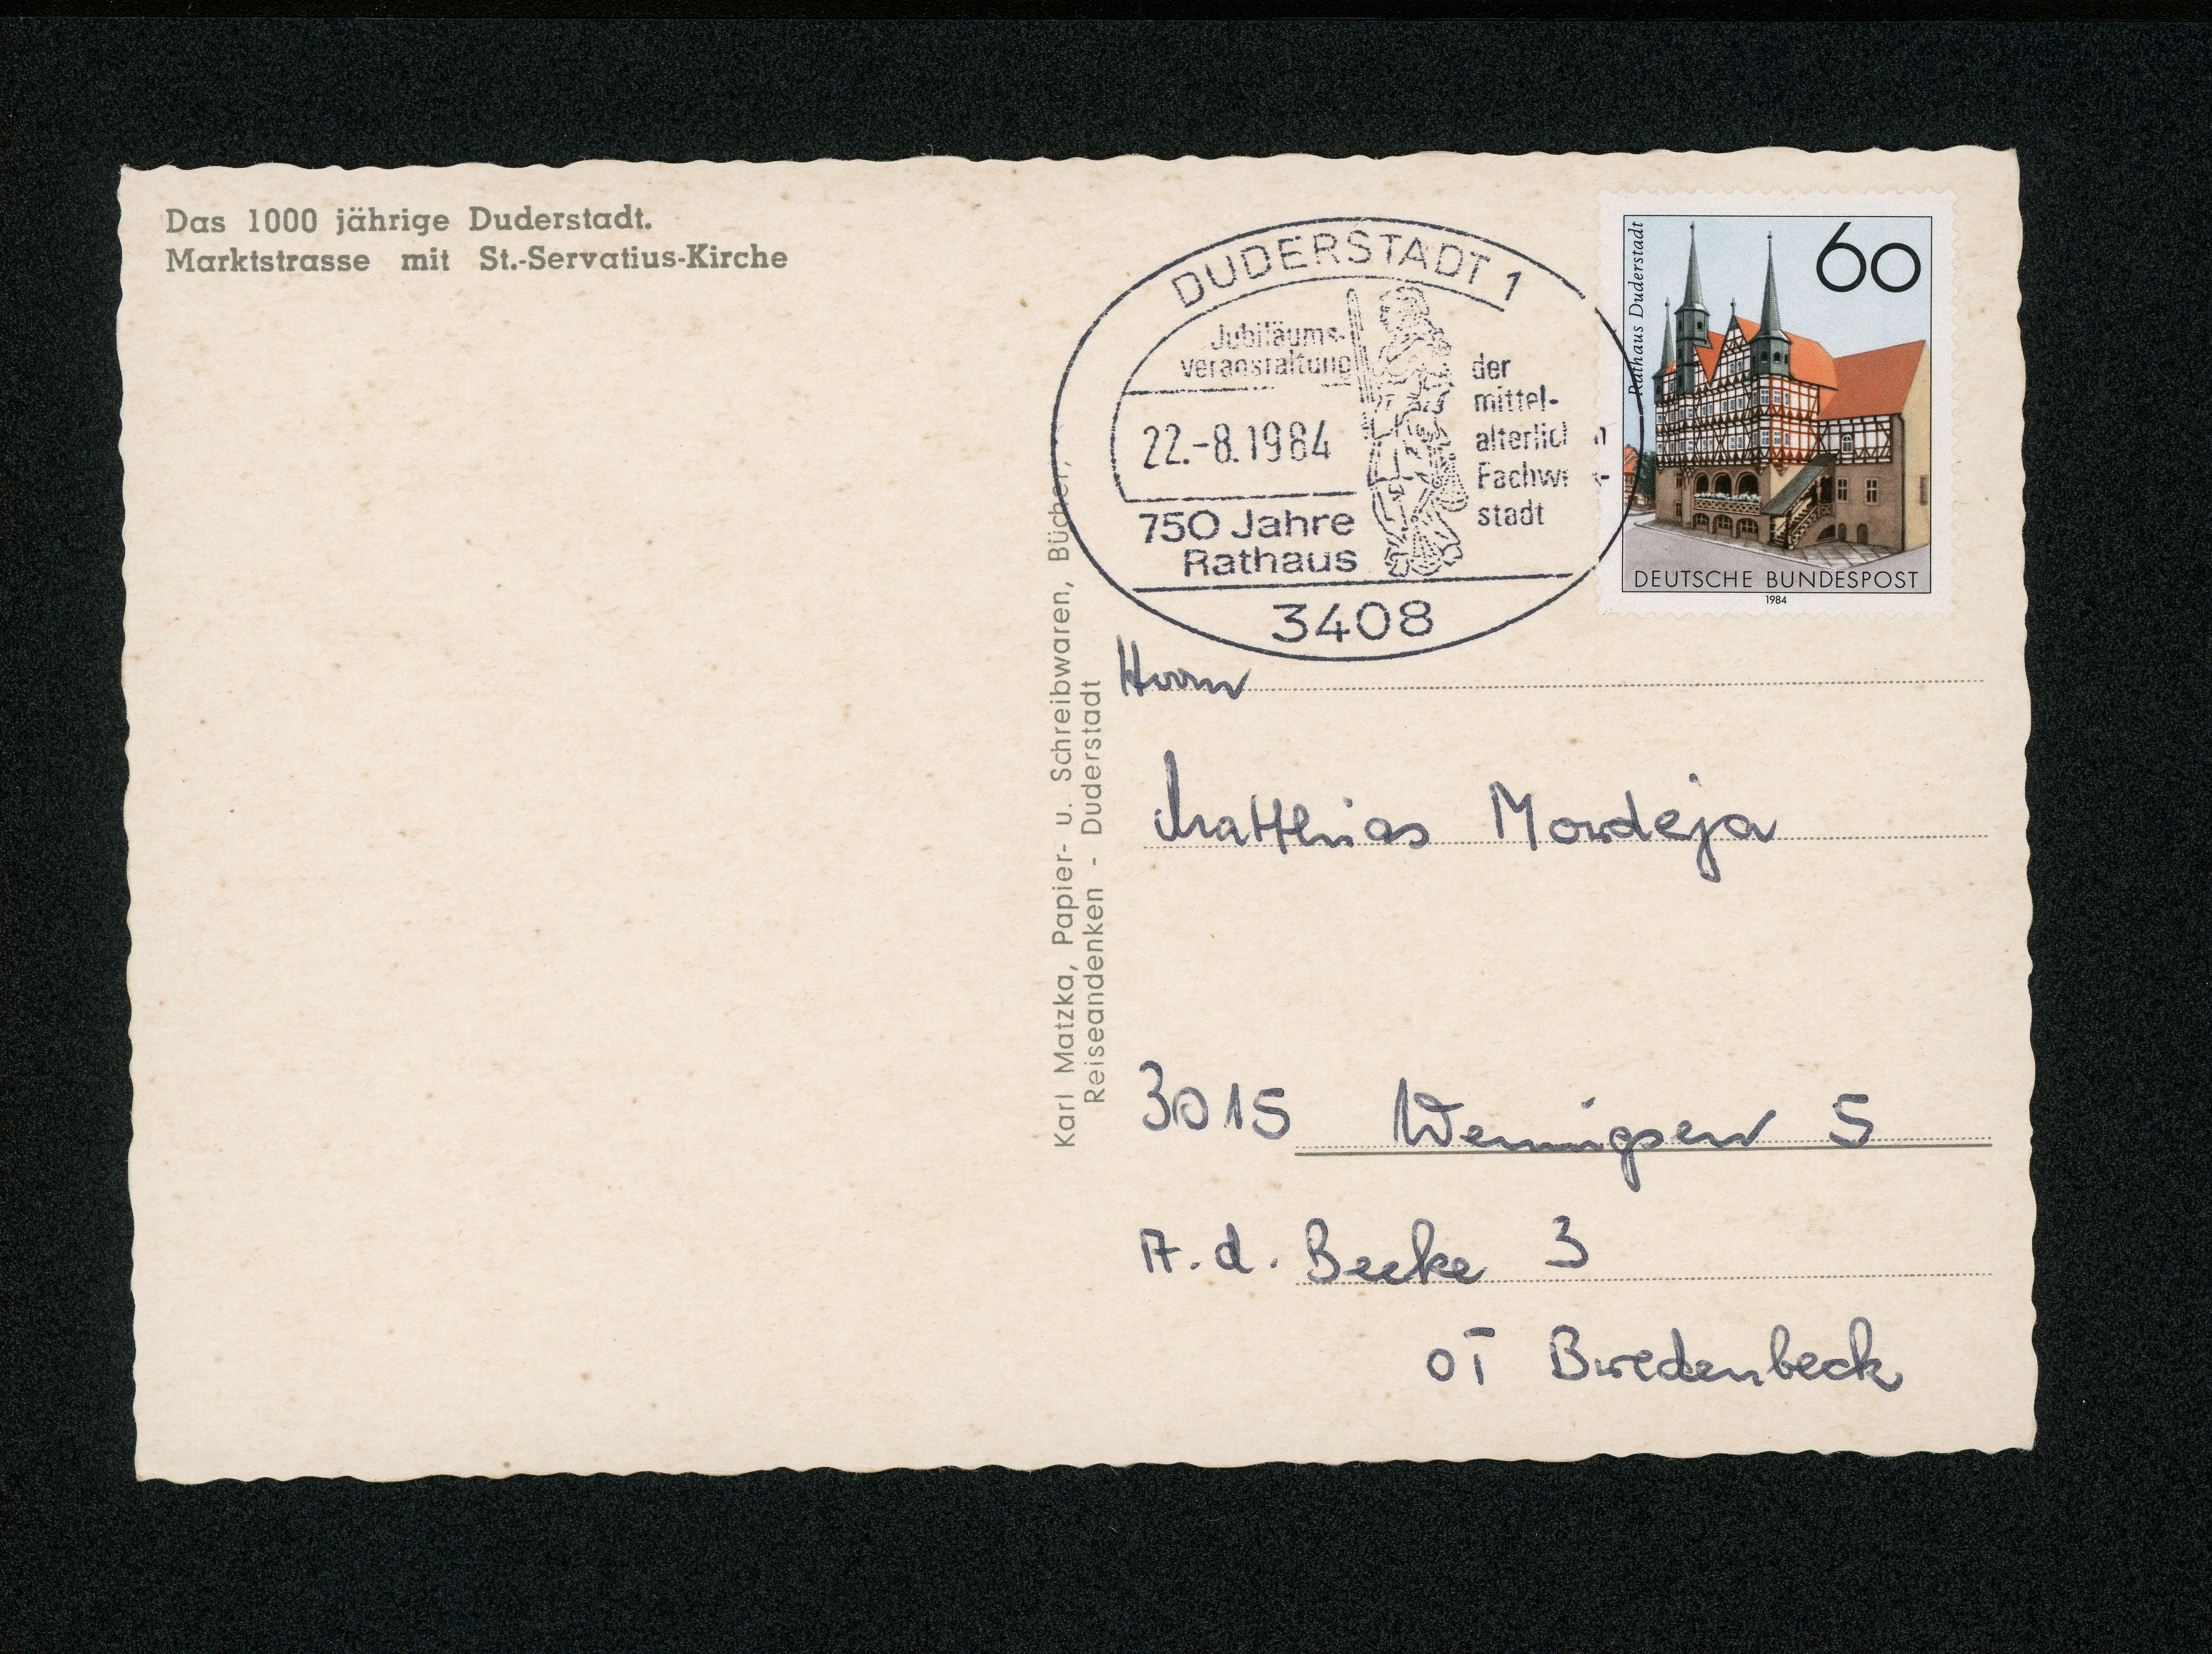 Das 1000 jährige Duderstadt.
Marktstrasse mit St.-Servatius-Kirche
Karl Matzka, Papier- u. Schreibwaren, Bücher,
Reiseandenken - Duderstadt
DUDERSTADT 1
Jubiläums-
veranstaltung
der
mittel-
alterlichen
Fachwerk-
stadt
22.-8.1984
750 Jahre
Rathaus
3408
Rathaus Duderstadt
60
DEUTSCHE BUNDESPOST
1984
Herrn
Matthias Mordeja
3015 Wennigsen 5
A.d. Beeke 3
OT Bredenbeck